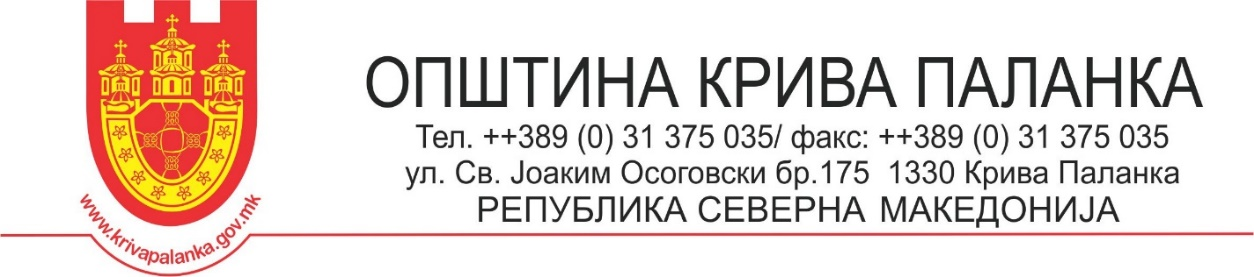 ОПШТИНА КРИВА ПАЛАНКА
Тел. ++389 (0) 31 375 035/ факс: ++389 (0) 31 375 035
ул. Св. Јоаким Осоговски бр.175 1330 Крива Паланка
РЕПУБЛИКА СЕВЕРНА МАКЕДОНИЈА
www.krivapalanka.gov.mk